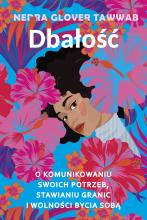 NEDRA GLOVER TAWWAB
Dbałość
O KOMUNIKOWANIU
SWOICH POTRZEB,
STAWIANIU GRANIC
I WOLNOŚCI BYCIA SOBĄ